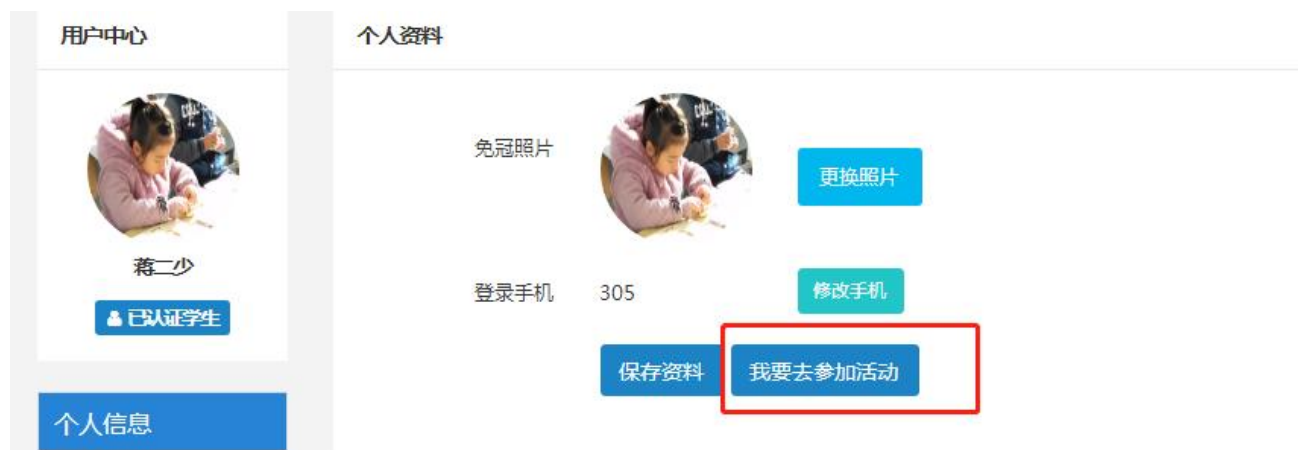 用户中心
个人资料
免冠照片
更换照片
蒋二少
已认证学生
登录手机 305 修改手机
保存资料 我要去参加活动
个人信息